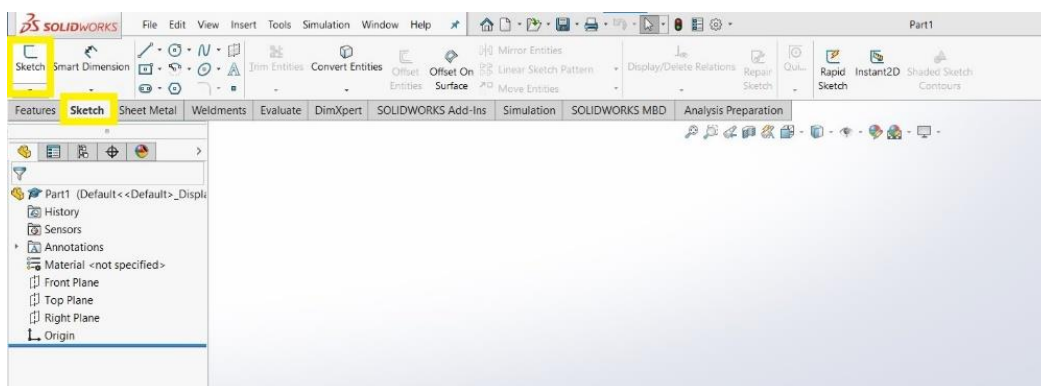 SOLIDWORKS File Edit View Insert Tools Simulation Window Help Part1
Sketch Smart Dimension Trim Entities Convert Entities Offset Entities Offset On Surface Mirror Entities Linear Sketch Pattern Move Entities Display/Delete Relations Repair Sketch Qui... Rapid Sketch Instant2D Shaded Sketch Contours
Features Sketch Sheet Metal Weldments Evaluate DimXpert SOLIDWORKS Add-Ins Simulation SOLIDWORKS MBD Analysis Preparation
Part1 (Default<<Default>_Displa
History
Sensors
Annotations
Material <not specified>
Front Plane
Top Plane
Right Plane
Origin